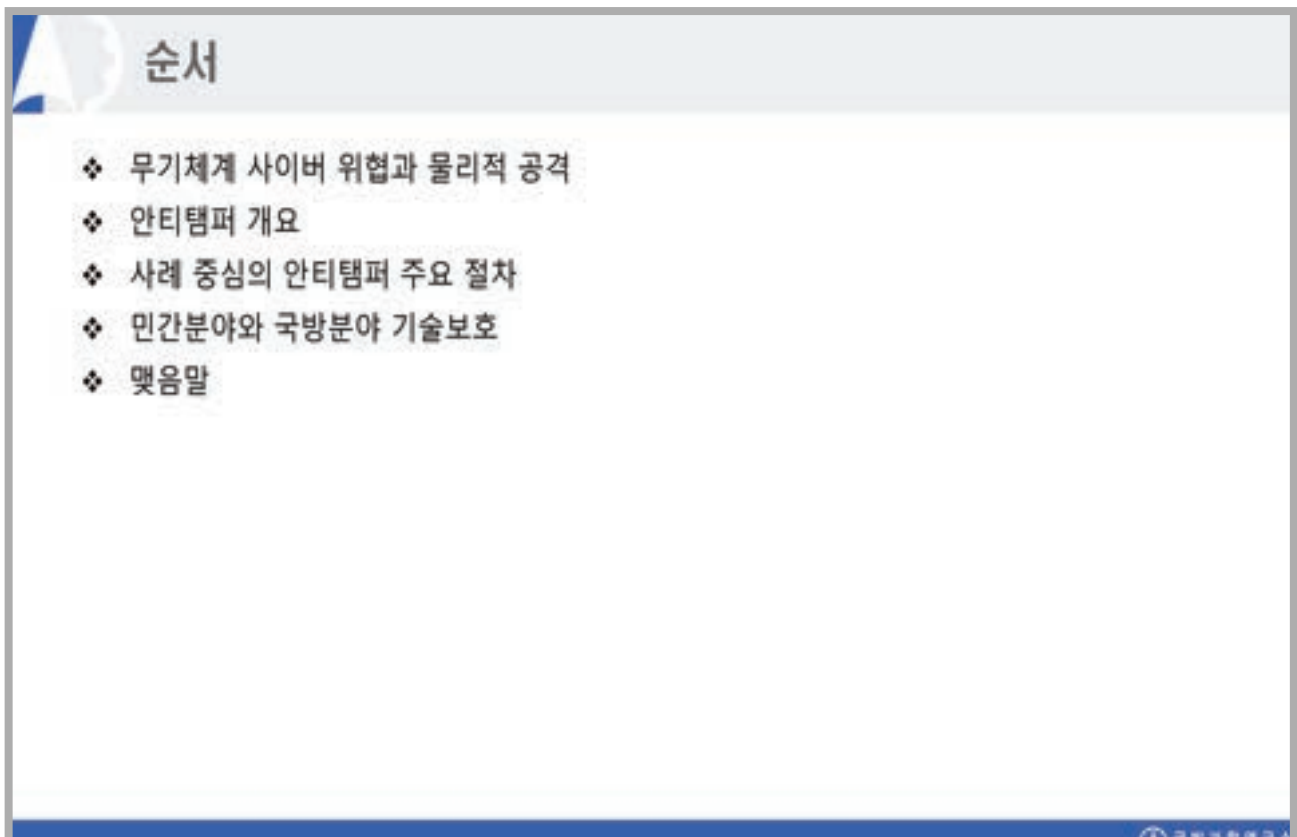 순서
❖ 무기체계 사이버 위협과 물리적 공격
❖ 안티탬퍼 개요
❖ 사례 중심의 안티탬퍼 주요 절차
❖ 민간분야와 국방분야 기술보호
❖ 맺음말